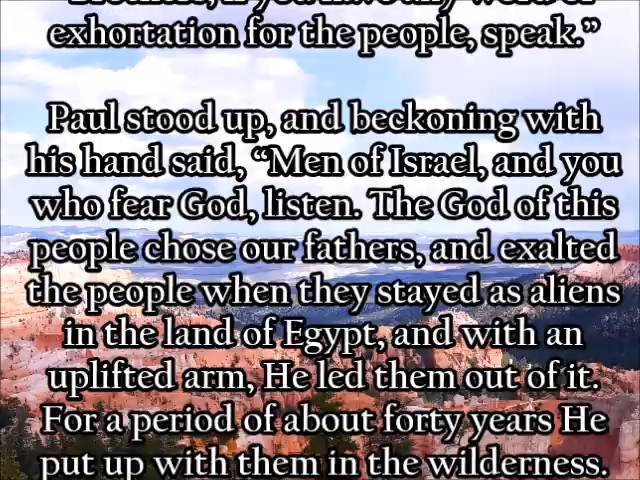 exhortation for the people, speak.”
Paul stood up, and beckoning with
his hand said, “Men of Israel, and you
who fear God, listen. The God of this
people chose our fathers, and exalted
the people when they stayed as aliens
in the land of Egypt, and with an
uplifted arm, He led them out of it.
For a period of about forty years He
put up with them in the wilderness.